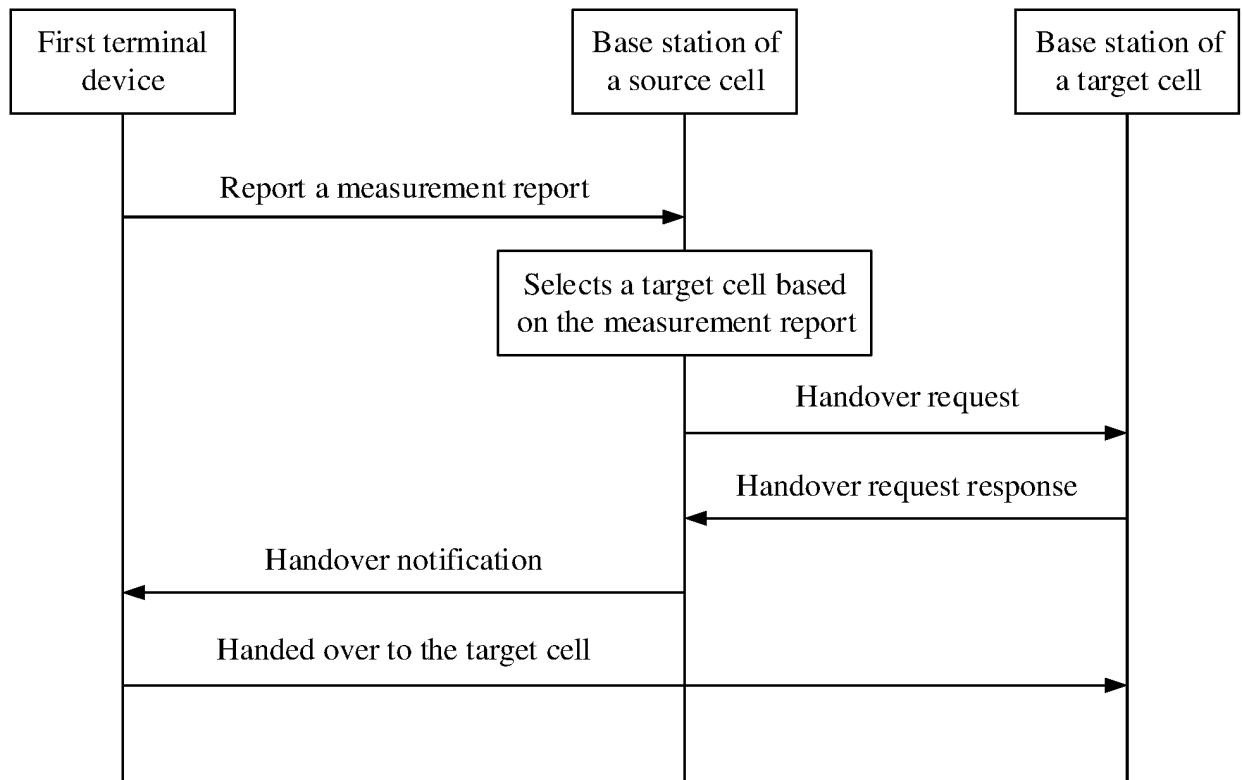 First terminal
device
Base station of
a source cell
Base station of
a target cell
Report a measurement report
Selects a target cell based
on the measurement report
Handover request
Handover request response
Handover notification
Handed over to the target cell